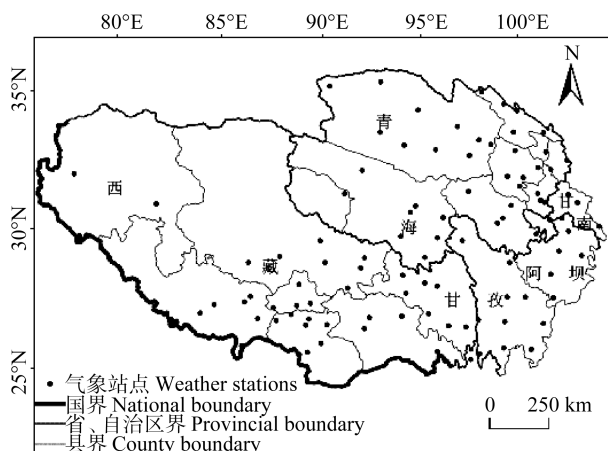 80°E 85°E 90°E 95°E 100°E
N
35°N
青
西
甘
南
30°N
海
藏
阿 坝
甘 孜
25°N
气象站点 Weather stations
国界 National boundary
省、自治区界 Provincial boundary
县界 County boundary
0 250 km